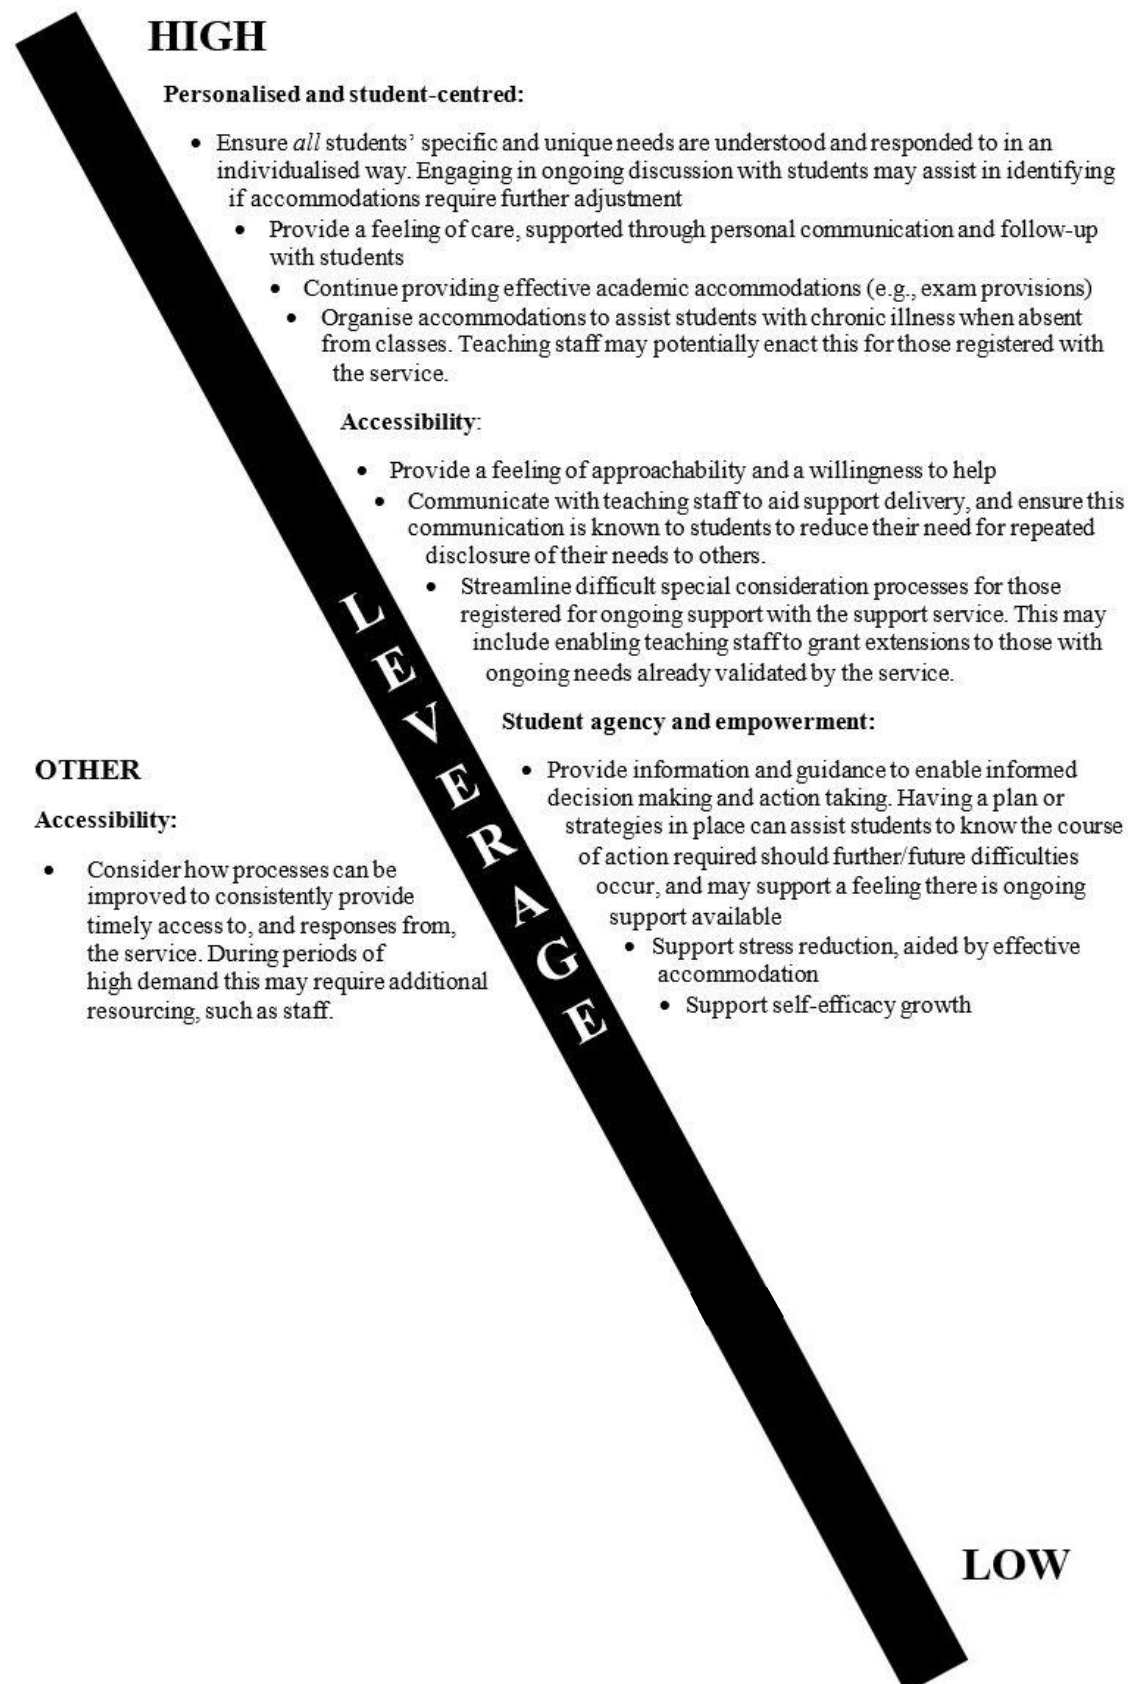 HIGH
Personalised and student-centred:
• Ensure all students’ specific and unique needs are understood and responded to in an
individualised way. Engaging in ongoing discussion with students may assist in identifying
if accommodations require further adjustment
• Provide a feeling of care, supported through personal communication and follow-up
with students
• Continue providing effective academic accommodations (e.g., exam provisions)
• Organise accommodations to assist students with chronic illness when absent
from classes. Teaching staff may potentially enact this for those registered with
the service.
Accessibility:
• Provide a feeling of approachability and a willingness to help
• Communicate with teaching staff to aid support delivery, and ensure this
communication is known to students to reduce their need for repeated
disclosure of their needs to others.
• Streamline difficult special consideration processes for those
registered for ongoing support with the support service. This may
include enabling teaching staff to grant extensions to those with
ongoing needs already validated by the service.
Student agency and empowerment:
• Provide information and guidance to enable informed
decision making and action taking. Having a plan or
strategies in place can assist students to know the course
of action required should further/future difficulties
occur, and may support a feeling there is ongoing
support available
• Support stress reduction, aided by effective
accommodation
• Support self-efficacy growth
LEVERAGE
OTHER
Accessibility:
• Consider how processes can be
improved to consistently provide
timely access to, and responses from,
the service. During periods of
high demand this may require additional
resourcing, such as staff.
LOW